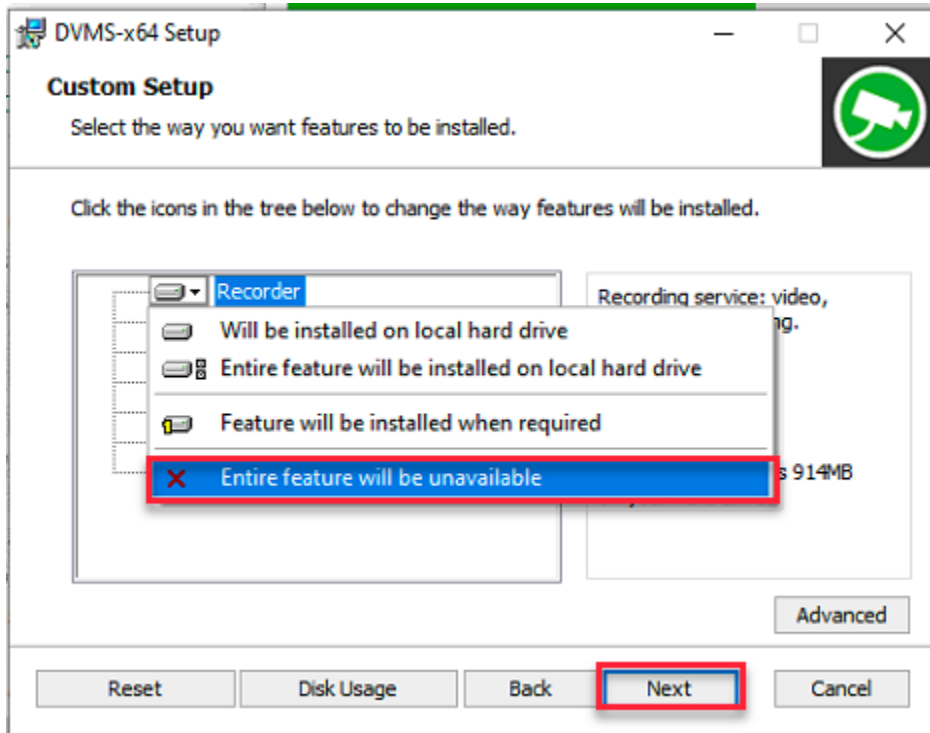 DVMS-x64 Setup
Custom Setup
Select the way you want features to be installed.
Click the icons in the tree below to change the way features will be installed.
Recorder
Recording service: video,
Will be installed on local hard drive
Entire feature will be installed on local hard drive
Feature will be installed when required
Entire feature will be unavailable
914MB
Advanced
Reset
Disk Usage
Back
Next
Cancel